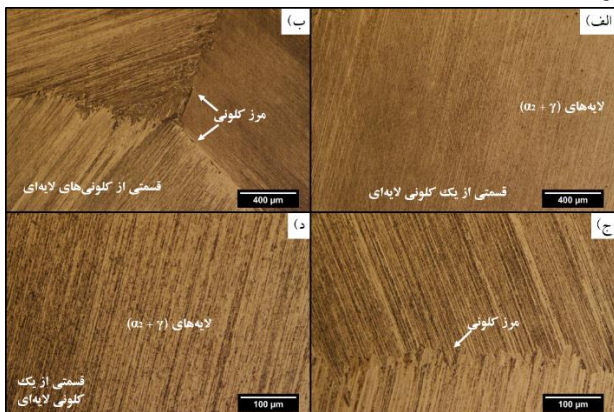 الف)
لایه‌های (α₂ + γ)
قسمتی از یک کلونی لایه‌ای
400 µm
ب)
مرز کلونی
قسمتی از کلونی‌های لایه‌ای
400 µm
ج)
مرز کلونی
100 µm
د)
لایه‌های (α₂ + γ)
قسمتی از یک
کلونی لایه‌ای
100 µm